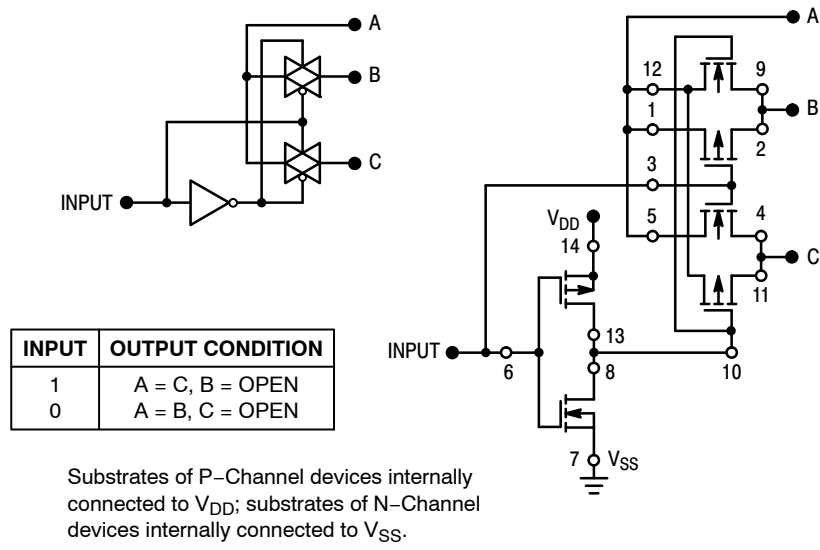 A
B
C
INPUT
A
12
9
1
B
2
3
5
4
C
11
V_DD
14
INPUT
6
13
8
10
7
V_SS
INPUT OUTPUT CONDITION
1 A = C, B = OPEN
0 A = B, C = OPEN
Substrates of P–Channel devices internally
connected to V_DD; substrates of N–Channel
devices internally connected to V_SS.